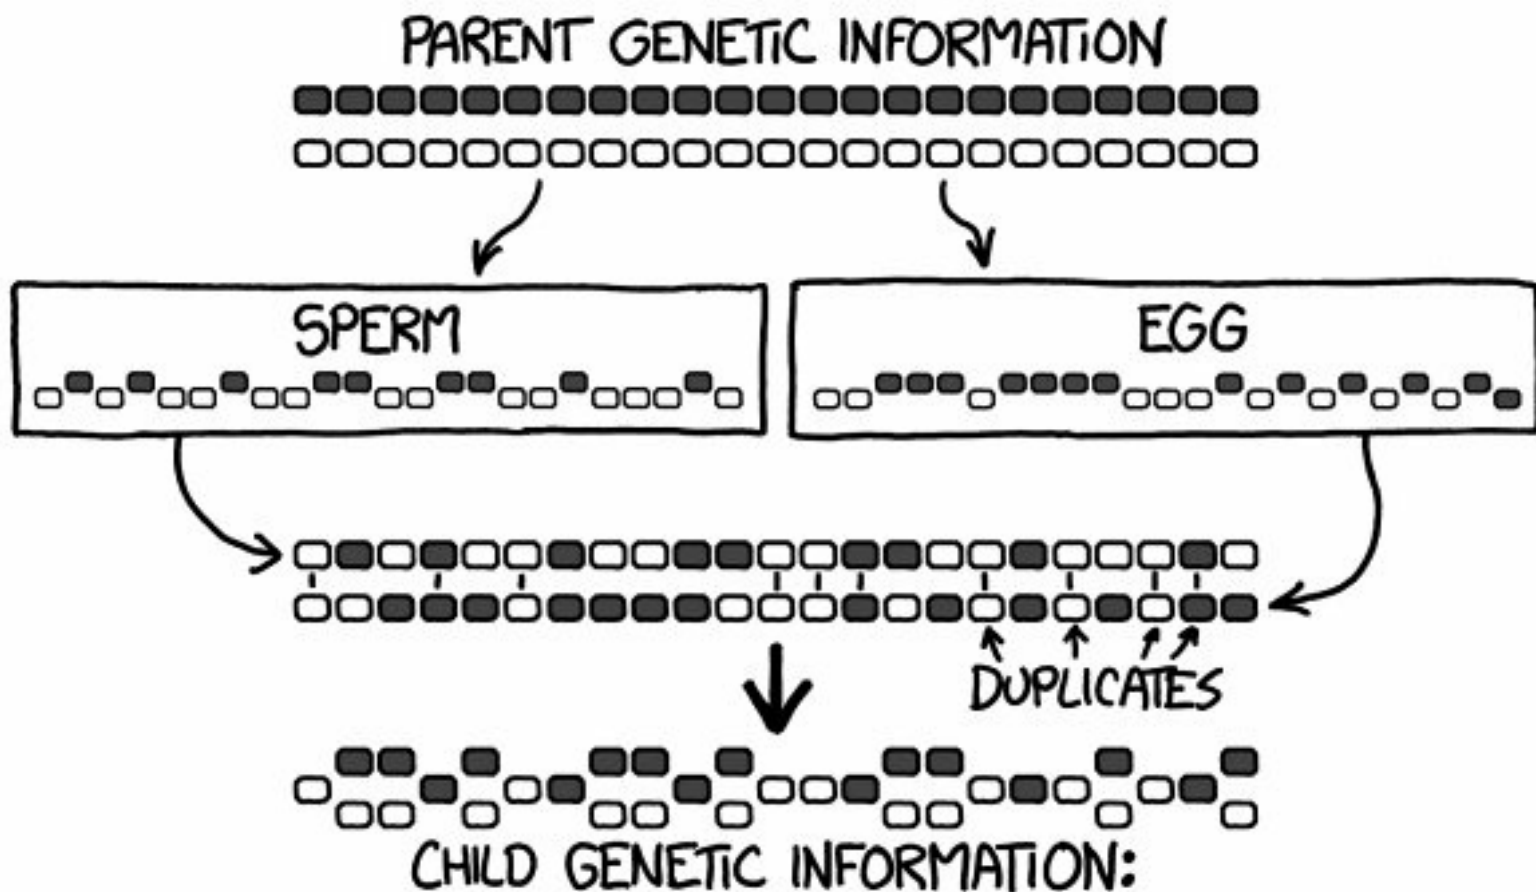 PARENT GENETIC INFORMATION
SPERM
EGG
DUPLICATES
CHILD GENETIC INFORMATION: